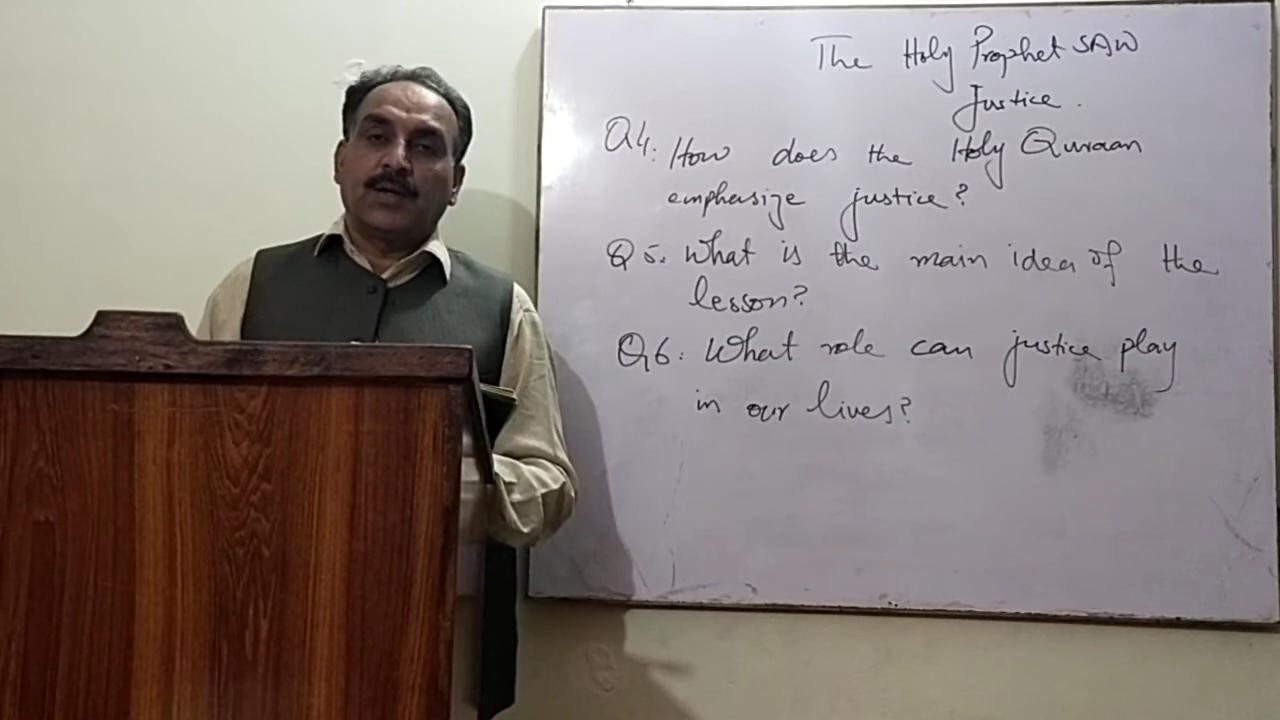 The Holy Prophet SAW
Justice.
Q4. How does the Holy Quraan
emphasize justice?
Q5. What is the main idea of the
lesson?
Q6. What role can justice play
in our lives?